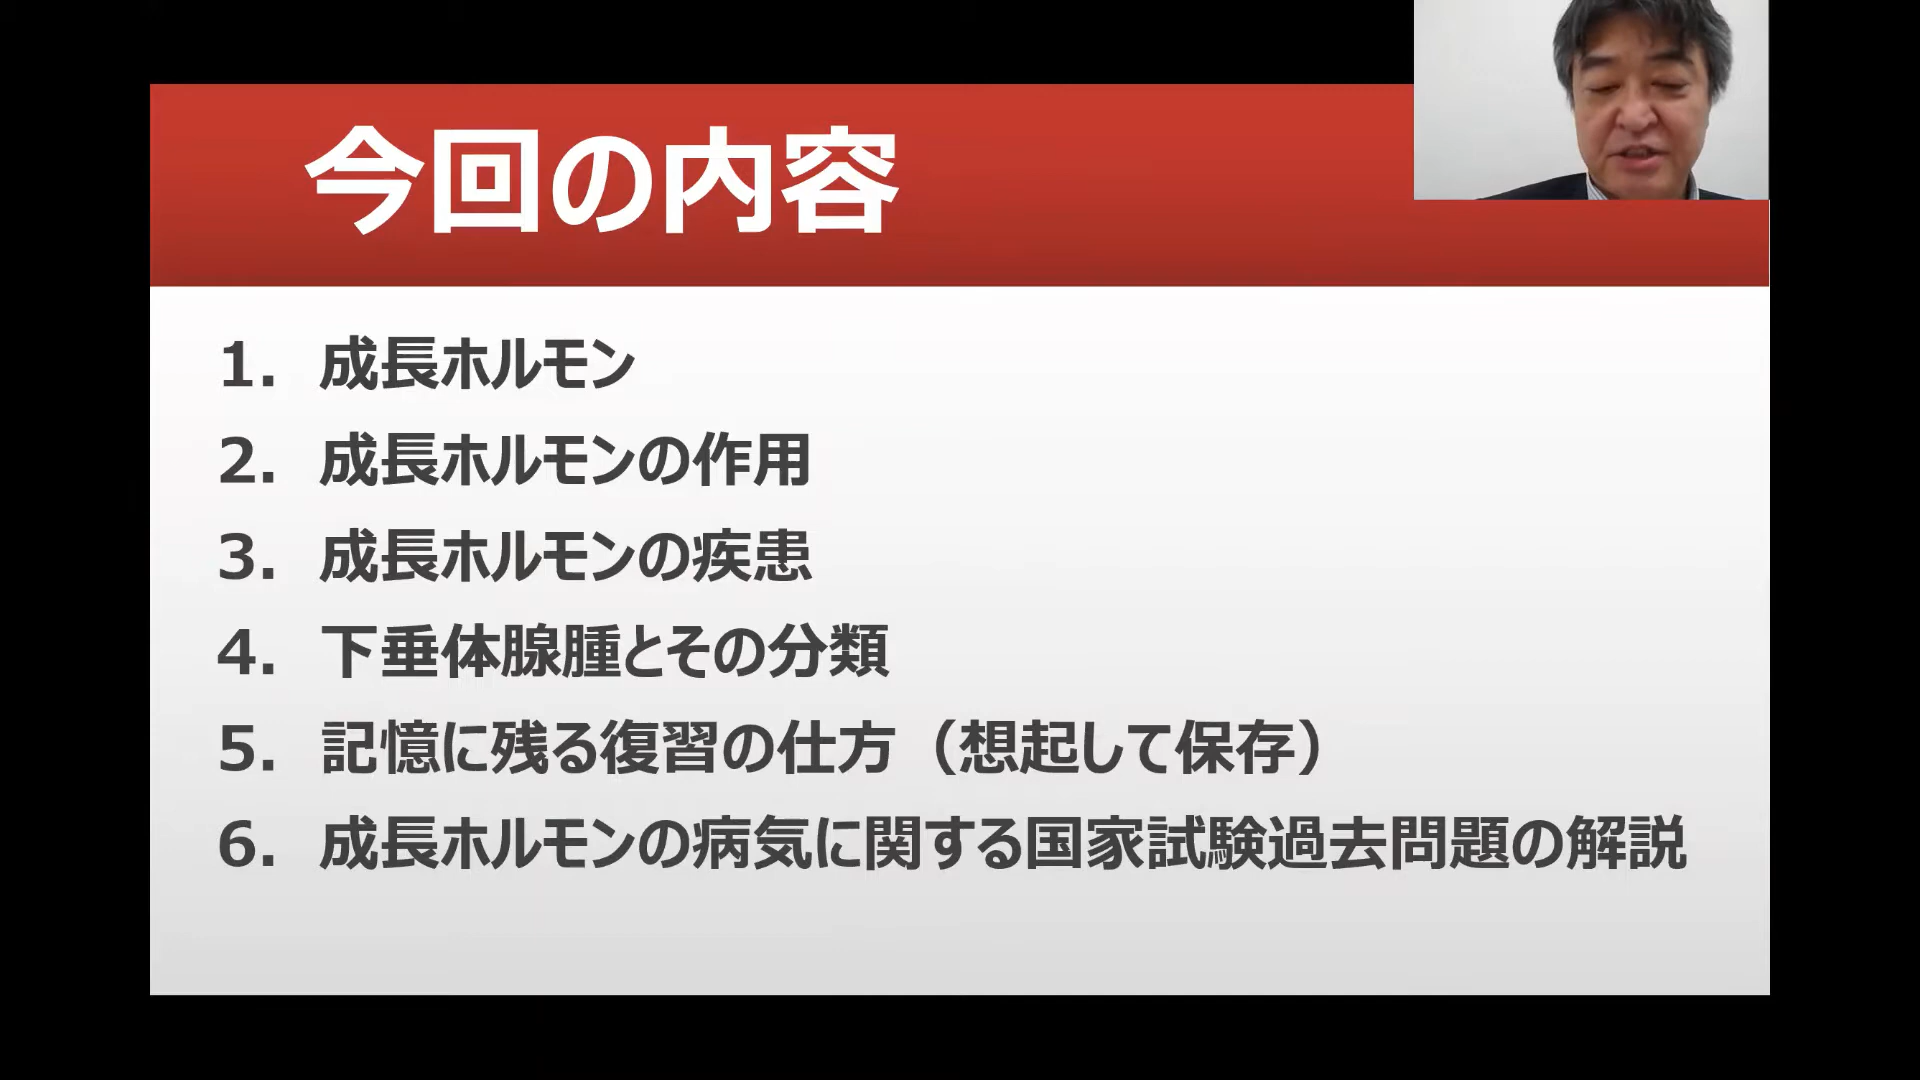 今回の内容
1. 成長ホルモン
2. 成長ホルモンの作用
3. 成長ホルモンの疾患
4. 下垂体腺腫とその分類
5. 記憶に残る復習の仕方（想起して保存）
6. 成長ホルモンの病気に関する国家試験過去問題の解説